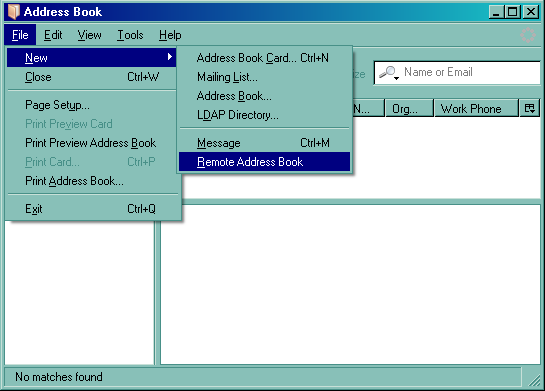 Address Book
File Edit View Tools Help
New
Close Ctrl+W
Page Setup...
Print Preview Card
Print Preview Address Book
Print Card... Ctrl+P
Print Address Book...
Exit Ctrl+Q
Address Book Card... Ctrl+N
Mailing List...
Address Book...
LDAP Directory...
Message Ctrl+M
Remote Address Book
Name or Email
N... Org... Work Phone
No matches found